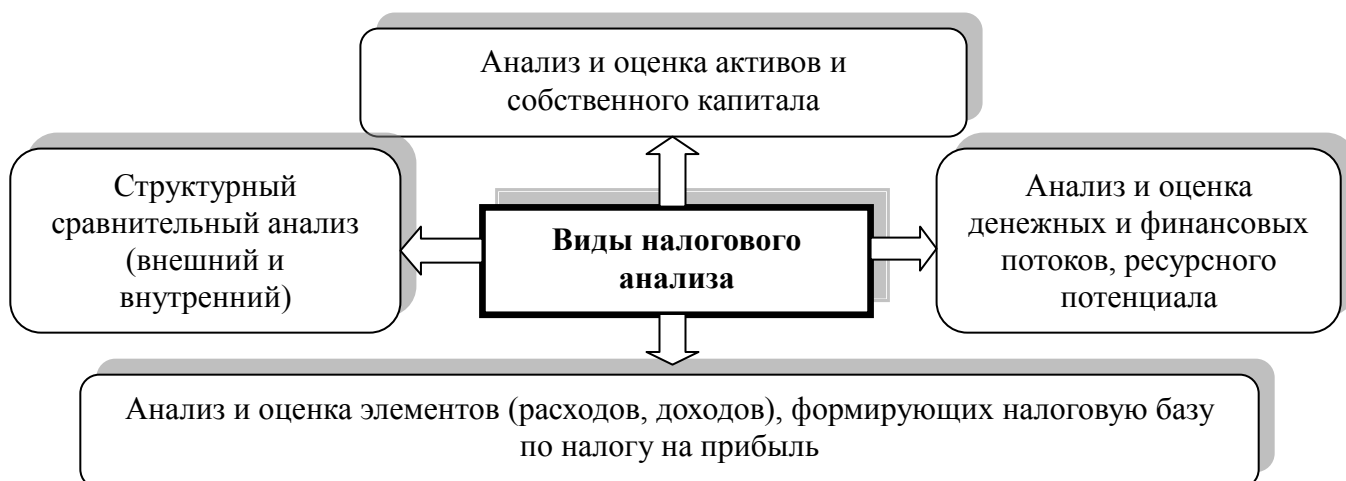 Анализ и оценка активов и
собственного капитала
Структурный
сравнительный анализ
(внешний и
внутренний)
Виды налогового
анализа
Анализ и оценка
денежных и финансовых
потоков, ресурсного
потенциала
Анализ и оценка элементов (расходов, доходов), формирующих налоговую базу
по налогу на прибыль